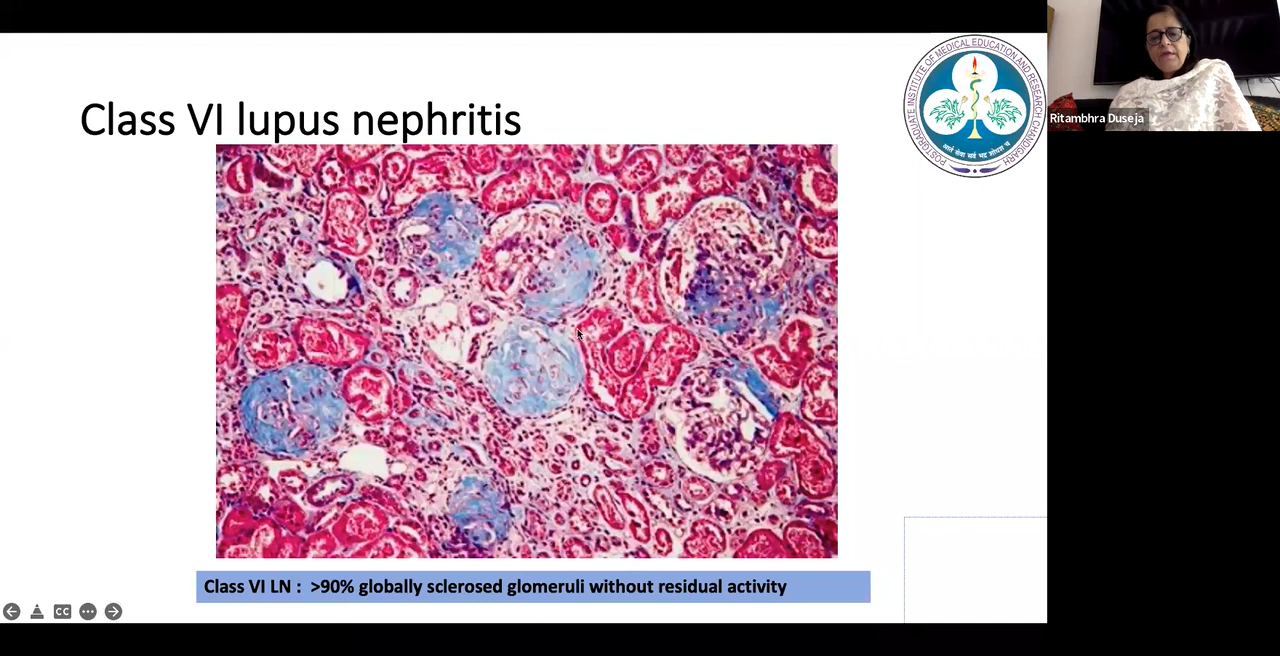 Class VI lupus nephritis
POSTGRADUATE INSTITUTE OF MEDICAL EDUCATION AND RESEARCH CHANDIGARH
Ritambhra Duseja
Class VI LN : >90% globally sclerosed glomeruli without residual activity
CC